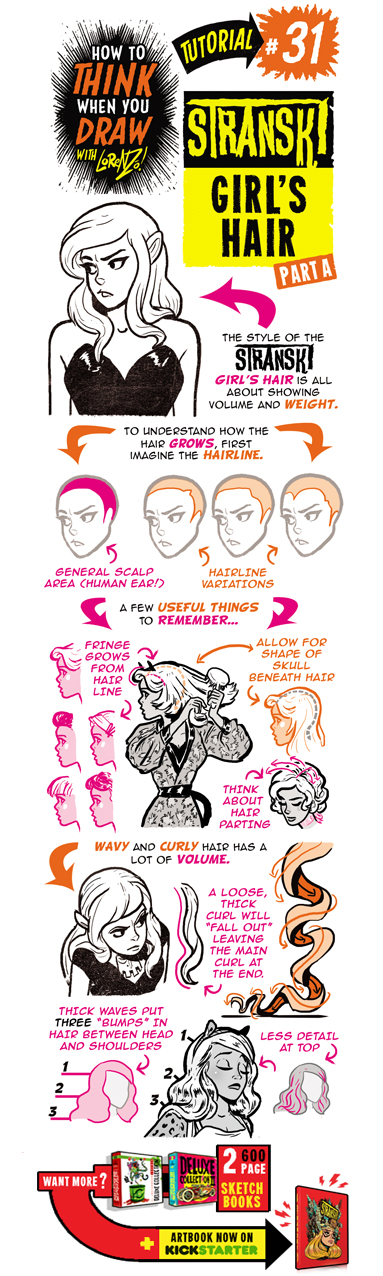 HOW TO
THINK
WHEN YOU
DRAW
WITH LORENZO!
TUTORIAL
#31
STRANSKI
GIRL'S
HAIR
PART A
THE STYLE OF THE
STRANSKI
GIRL'S HAIR IS ALL
ABOUT SHOWING
VOLUME AND WEIGHT.
TO UNDERSTAND HOW THE
HAIR GROWS, FIRST
IMAGINE THE HAIRLINE.
GENERAL SCALP
AREA (HUMAN EAR!)
HAIRLINE
VARIATIONS
A FEW USEFUL THINGS
TO REMEMBER...
FRINGE
GROWS
FROM
HAIR
LINE
ALLOW FOR
SHAPE OF
SKULL
BENEATH HAIR
THINK
ABOUT
HAIR
PARTING
WAVY AND CURLY HAIR HAS A
LOT OF VOLUME.
A LOOSE,
THICK
CURL WILL
"FALL OUT"
LEAVING
THE MAIN
CURL AT
THE END.
THICK WAVES PUT
THREE "BUMPS" IN
HAIR BETWEEN HEAD
AND SHOULDERS
1
2
3
1
2
3
LESS DETAIL
AT TOP
WANT MORE?
DELUXE
COLLECTION II
2 600
PAGE
SKETCH
BOOKS
+ ARTBOOK NOW ON
KICKSTARTER